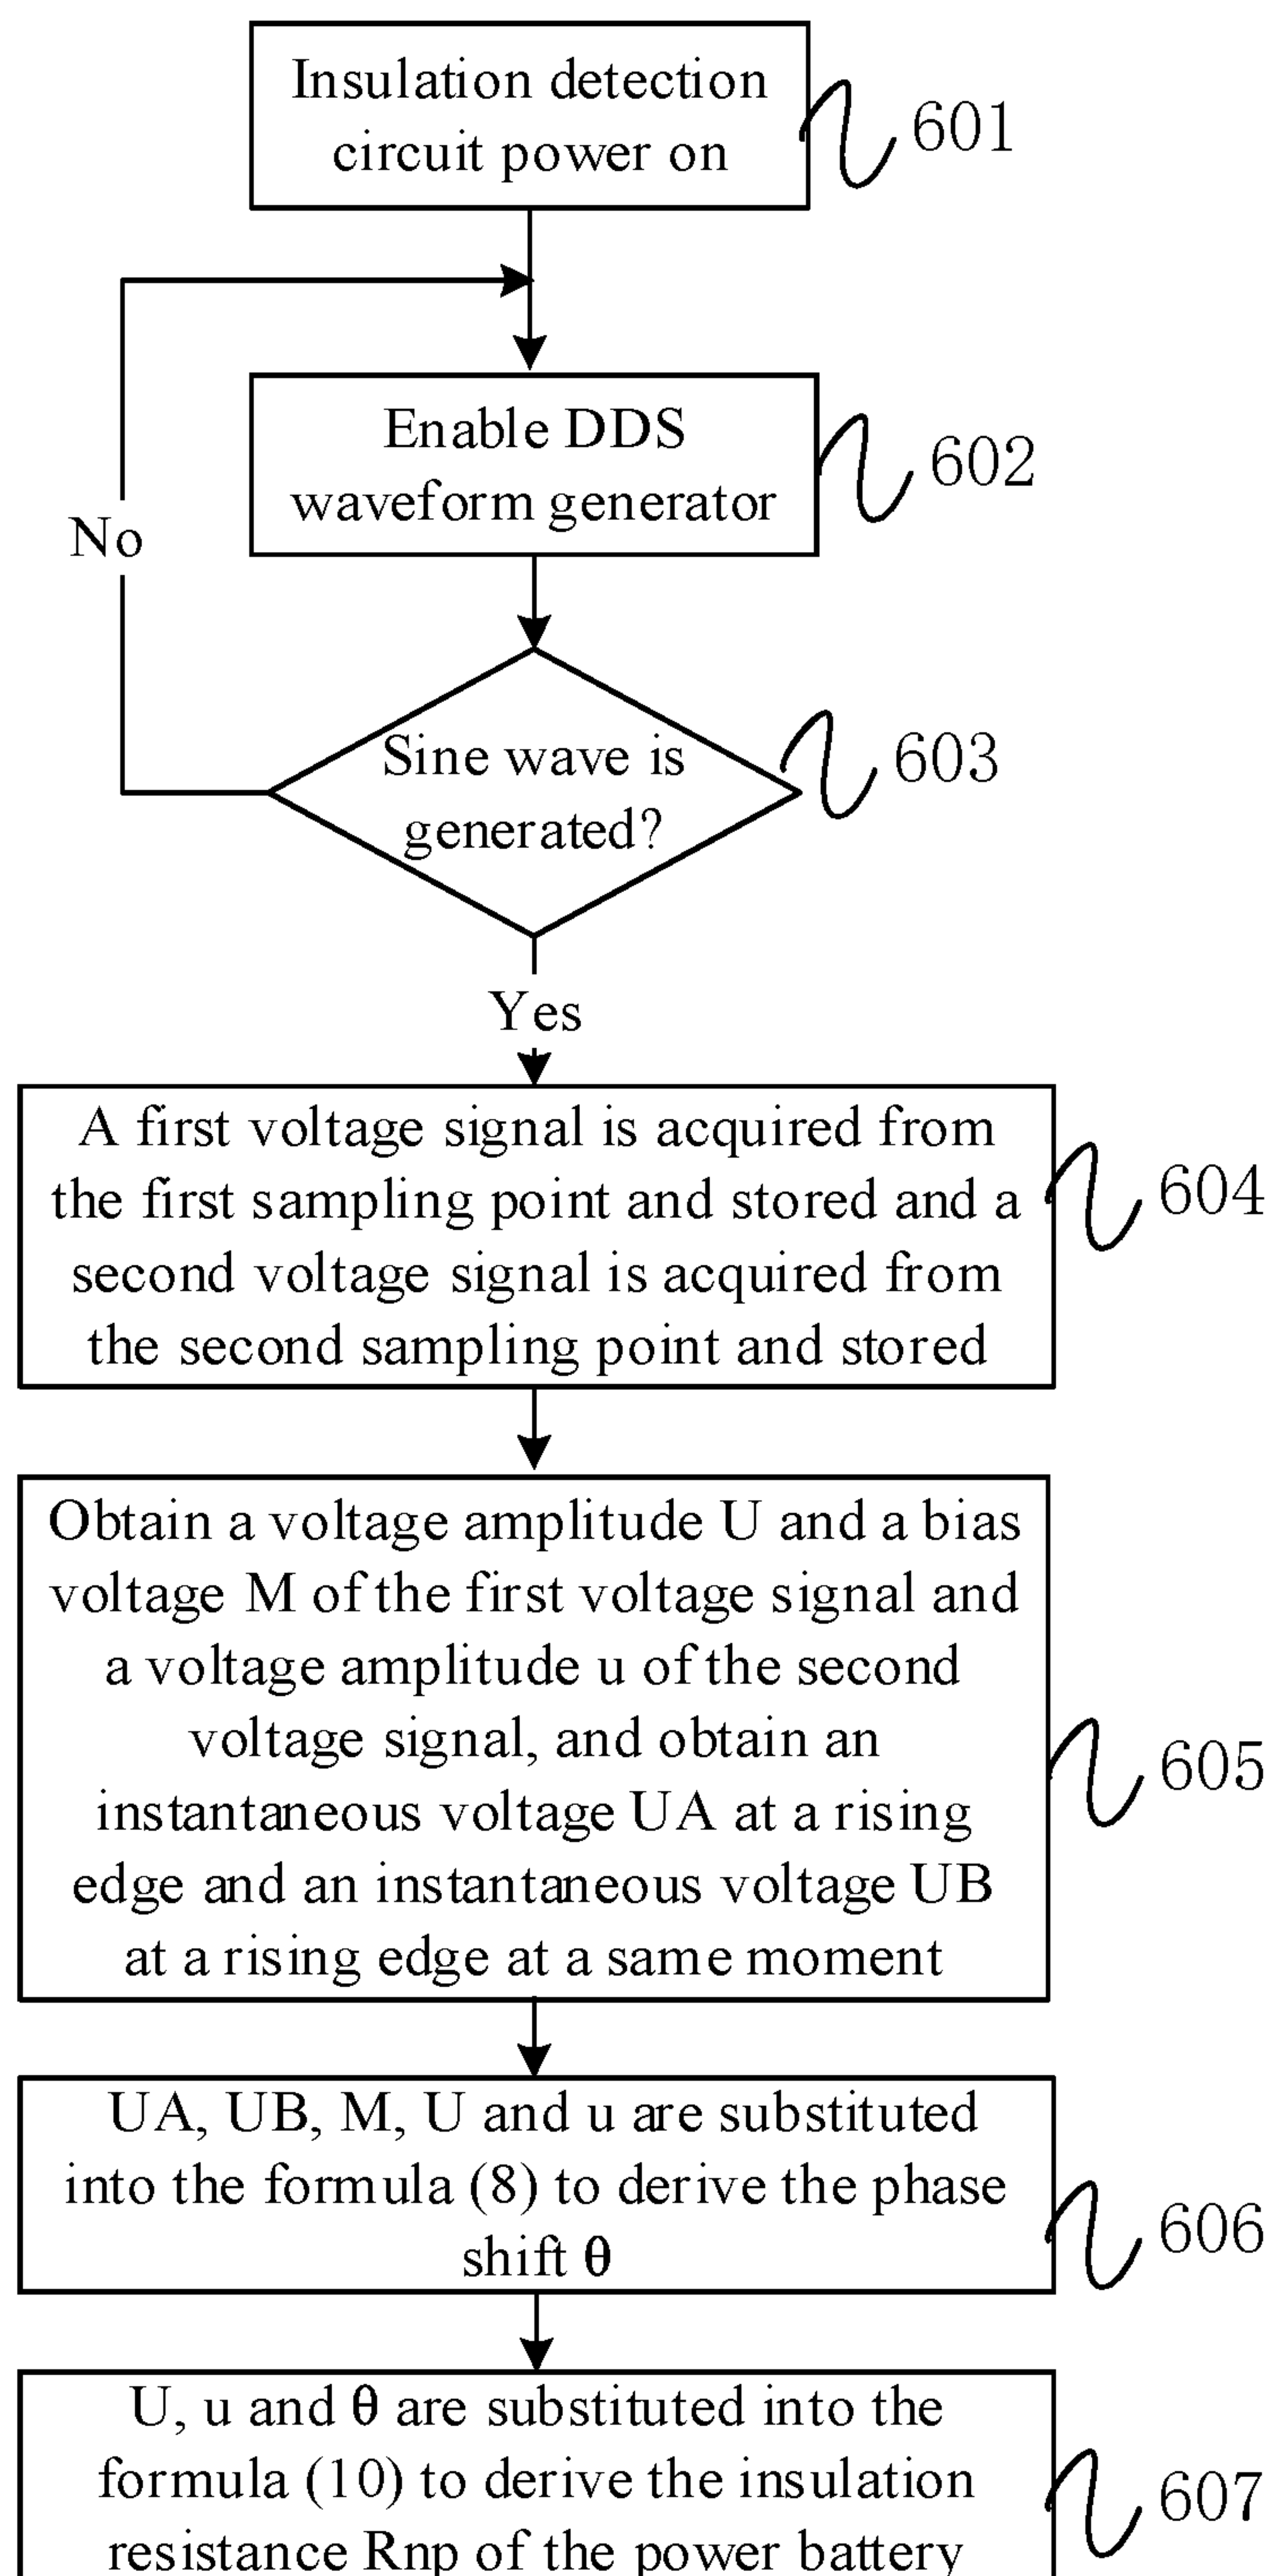 Insulation detection
circuit power on
601
Enable DDS
waveform generator
602
No
Sine wave is
generated?
603
Yes
A first voltage signal is acquired from
the first sampling point and stored and a
second voltage signal is acquired from
the second sampling point and stored
604
Obtain a voltage amplitude U and a bias
voltage M of the first voltage signal and
a voltage amplitude u of the second
voltage signal, and obtain an
instantaneous voltage UA at a rising
edge and an instantaneous voltage UB
at a rising edge at a same moment
605
UA, UB, M, U and u are substituted
into the formula (8) to derive the phase
shift θ
606
U, u and θ are substituted into the
formula (10) to derive the insulation
resistance Rnp of the power battery
607